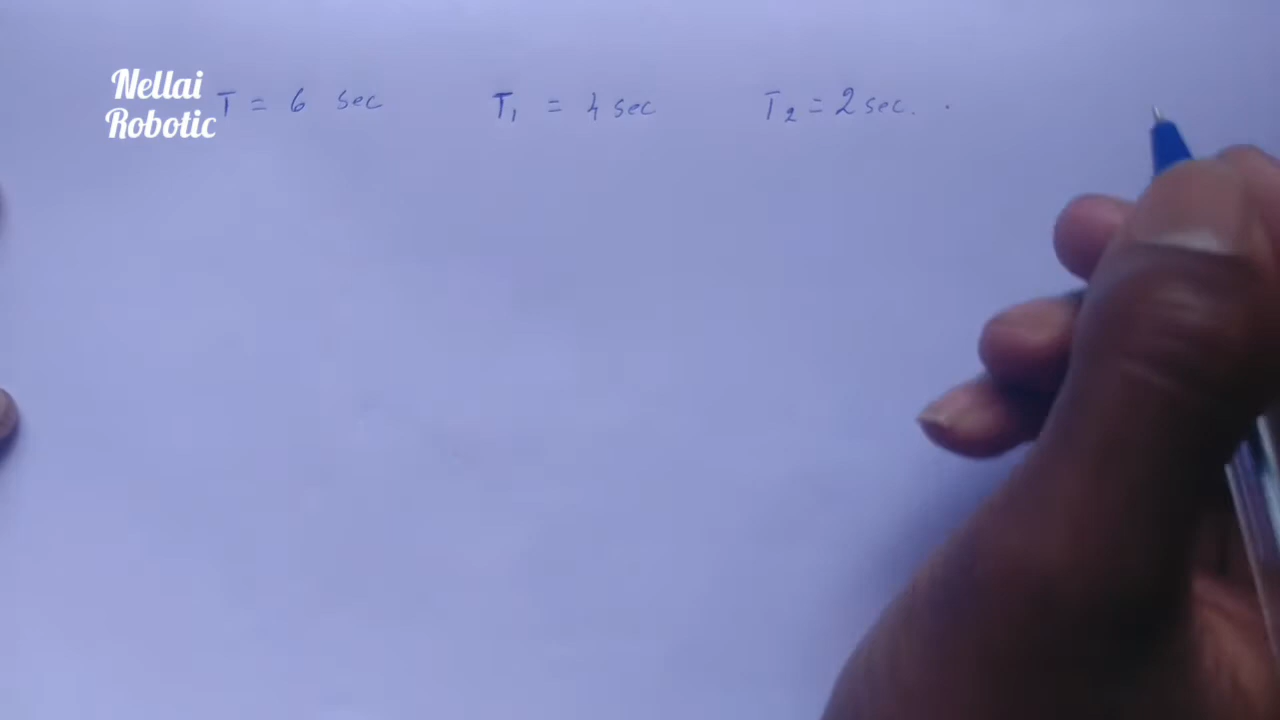 Nellai
Robotic
T = 6 sec T₁ = 4 sec T₂ = 2 sec. .